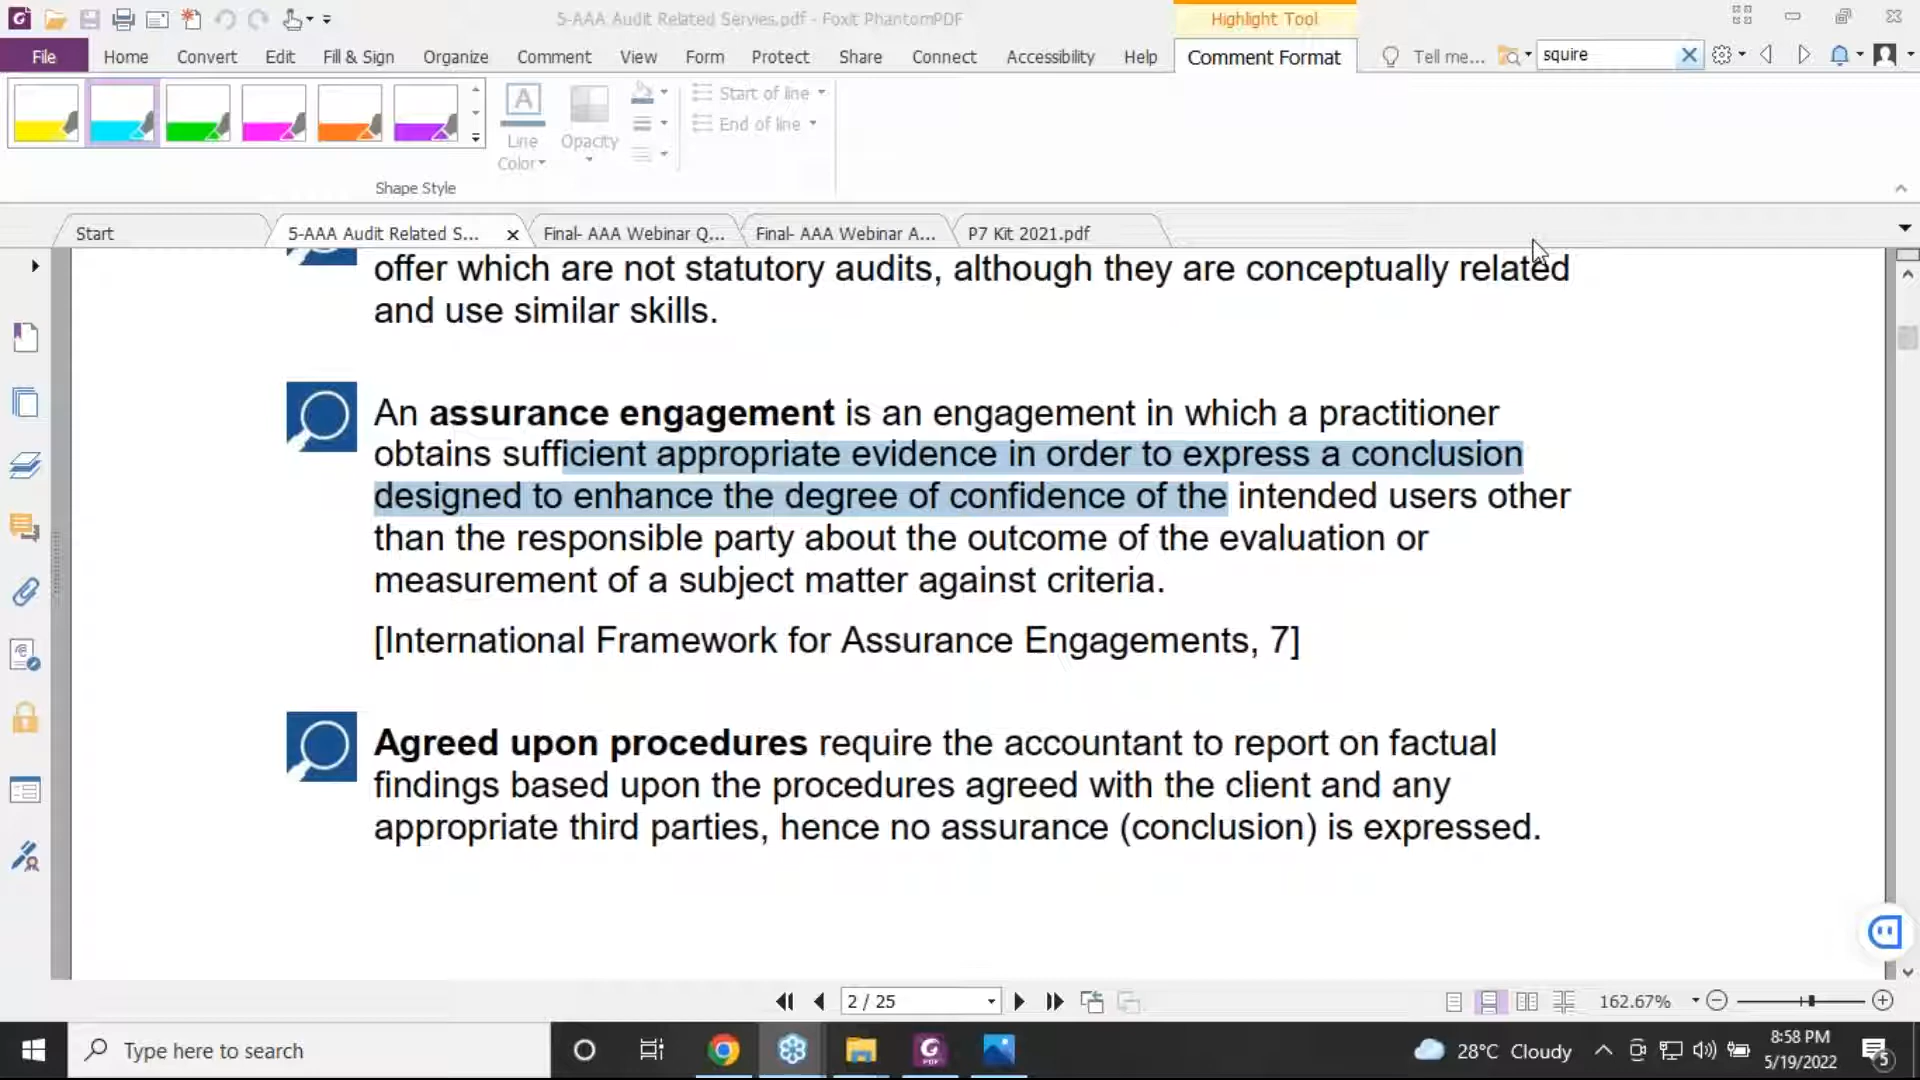 5-AAA Audit Related Servies.pdf - Foxit PhantomPDF
Highlight Tool
File Home Convert Edit Fill & Sign Organize Comment View Form Protect Share Connect Accessibility Help Comment Format Tell me... squire
Start of line
End of line
Line
Color
Opacity
Shape Style
Start 5-AAA Audit Related S... Final- AAA Webinar Q... Final- AAA Webinar A... P7 Kit 2021.pdf
offer which are not statutory audits, although they are conceptually related
and use similar skills.
An assurance engagement is an engagement in which a practitioner
obtains sufficient appropriate evidence in order to express a conclusion
designed to enhance the degree of confidence of the intended users other
than the responsible party about the outcome of the evaluation or
measurement of a subject matter against criteria.
[International Framework for Assurance Engagements, 7]
Agreed upon procedures require the accountant to report on factual
findings based upon the procedures agreed with the client and any
appropriate third parties, hence no assurance (conclusion) is expressed.
2 / 25
162.67%
Type here to search
28°C Cloudy
8:58 PM
5/19/2022
5